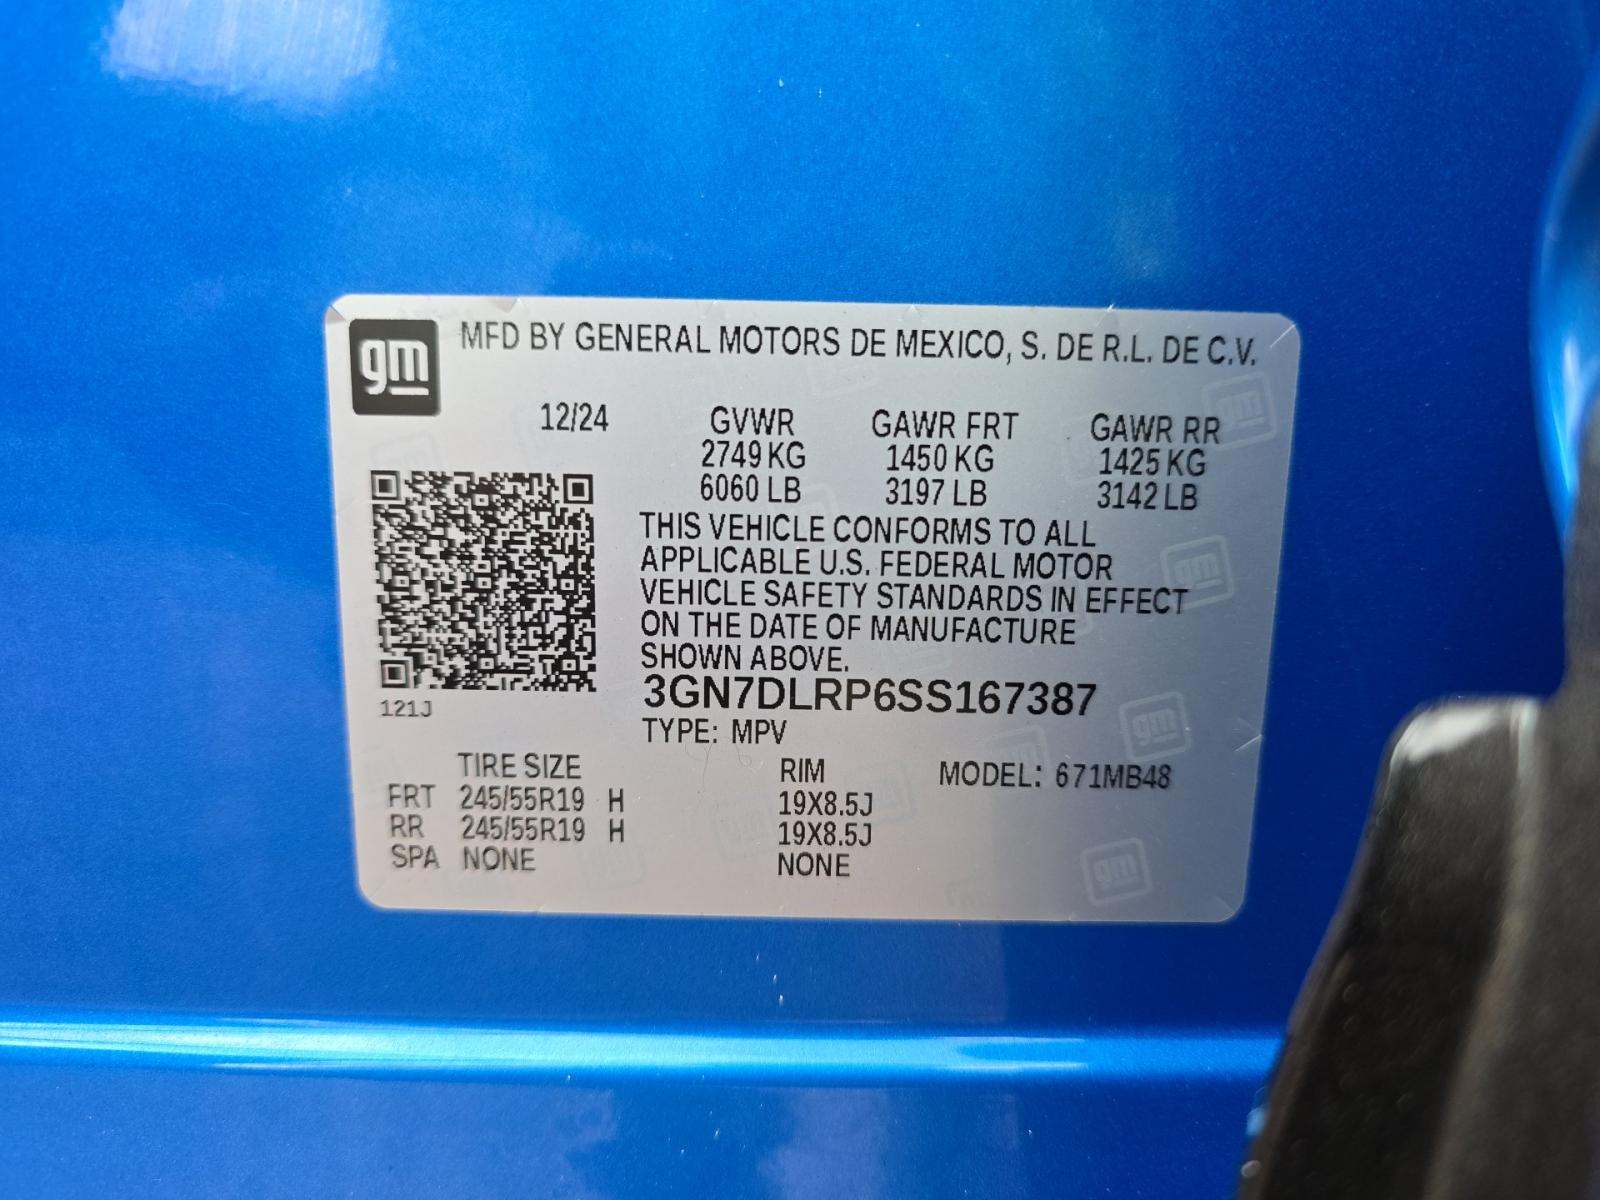 gm
MFD BY GENERAL MOTORS DE MEXICO, S. DE R.L. DE C.V.
12/24 GVWR GAWR FRT GAWR RR
2749 KG 1450 KG 1425 KG
6060 LB 3197 LB 3142 LB
THIS VEHICLE CONFORMS TO ALL
APPLICABLE U.S. FEDERAL MOTOR
VEHICLE SAFETY STANDARDS IN EFFECT
ON THE DATE OF MANUFACTURE
SHOWN ABOVE.
3GN7DLRP6SS167387
121J
TYPE: MPV
TIRE SIZE RIM MODEL: 671MB48
FRT 245/55R19 H 19X8.5J
RR 245/55R19 H 19X8.5J
SPA NONE NONE